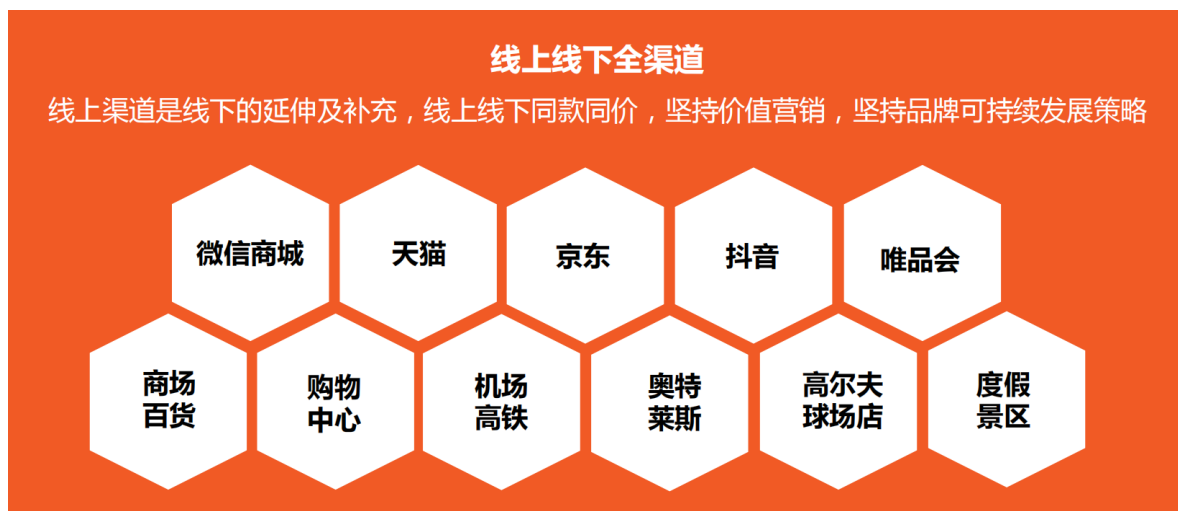 线上线下全渠道
线上渠道是线下的延伸及补充，线上线下同款同价，坚持价值营销，坚持品牌可持续发展策略
微信商城
天猫
京东
抖音
唯品会
商场
百货
购物
中心
机场
高铁
奥特
莱斯
高尔夫
球场店
度假
景区